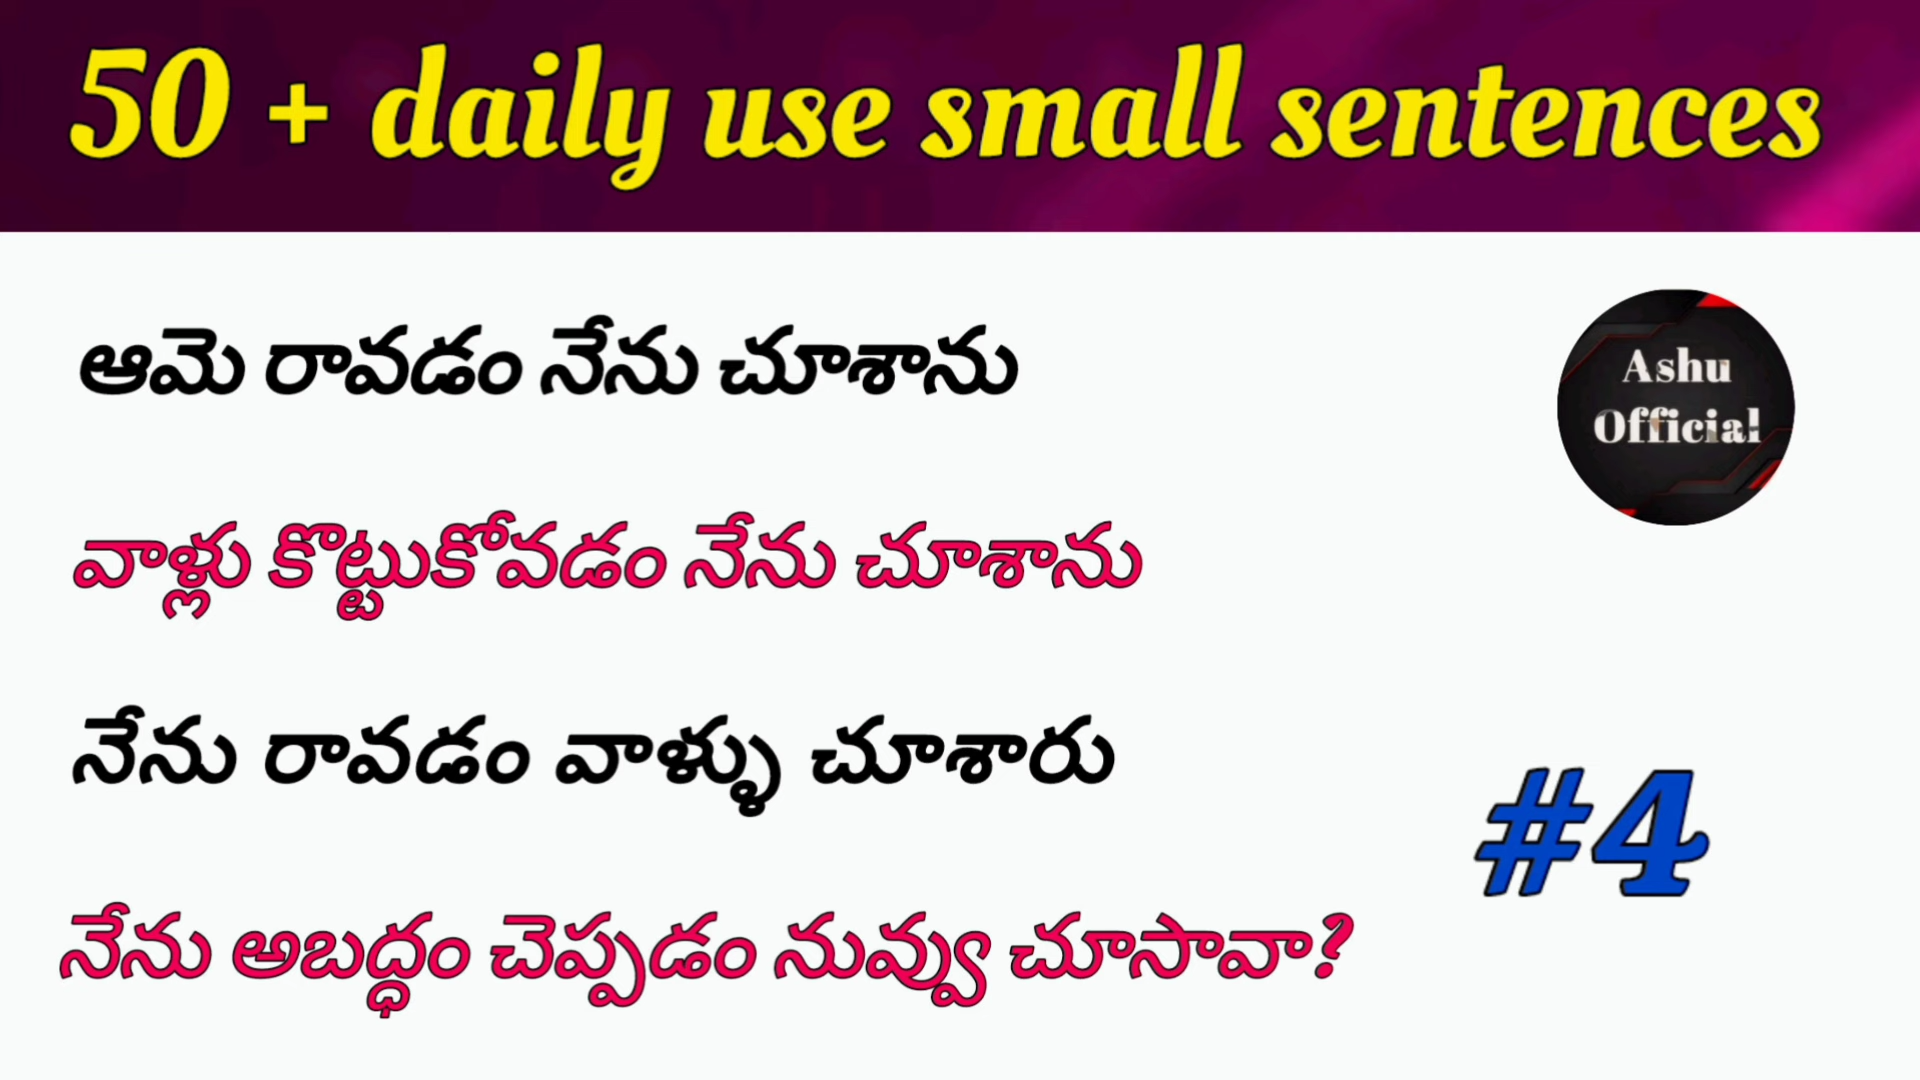 50 + daily use small sentences
ఆమె రావడం నేను చూశాను
Ashu
Official
వాళ్లు కొట్టుకోవడం నేను చూశాను
నేను రావడం వాళ్ళు చూశారు
#4
నేను అబద్ధం చెప్పడం నువ్వు చూసావా?